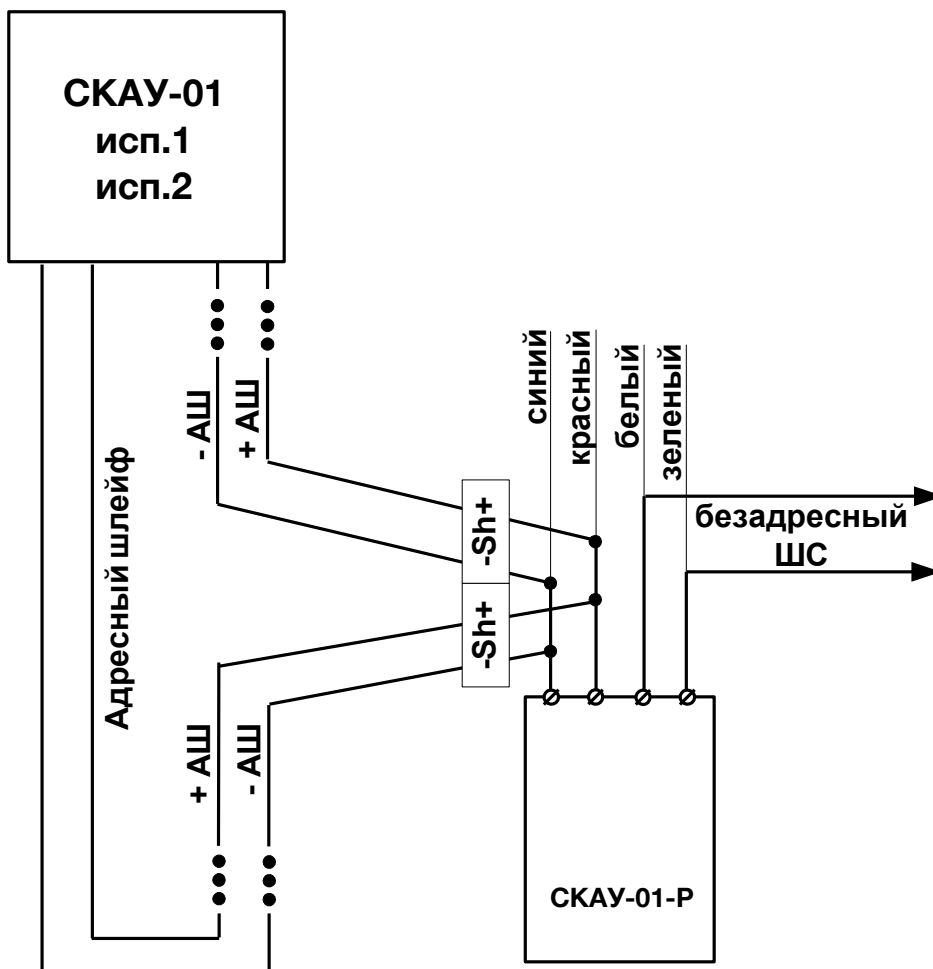 СКАУ-01
исп.1
исп.2
- АШ
+ АШ
синий
красный
белый
зеленый
Адресный шлейф
-Sh+
безадресный
ШС
-Sh+
+ АШ
- АШ
СКАУ-01-Р